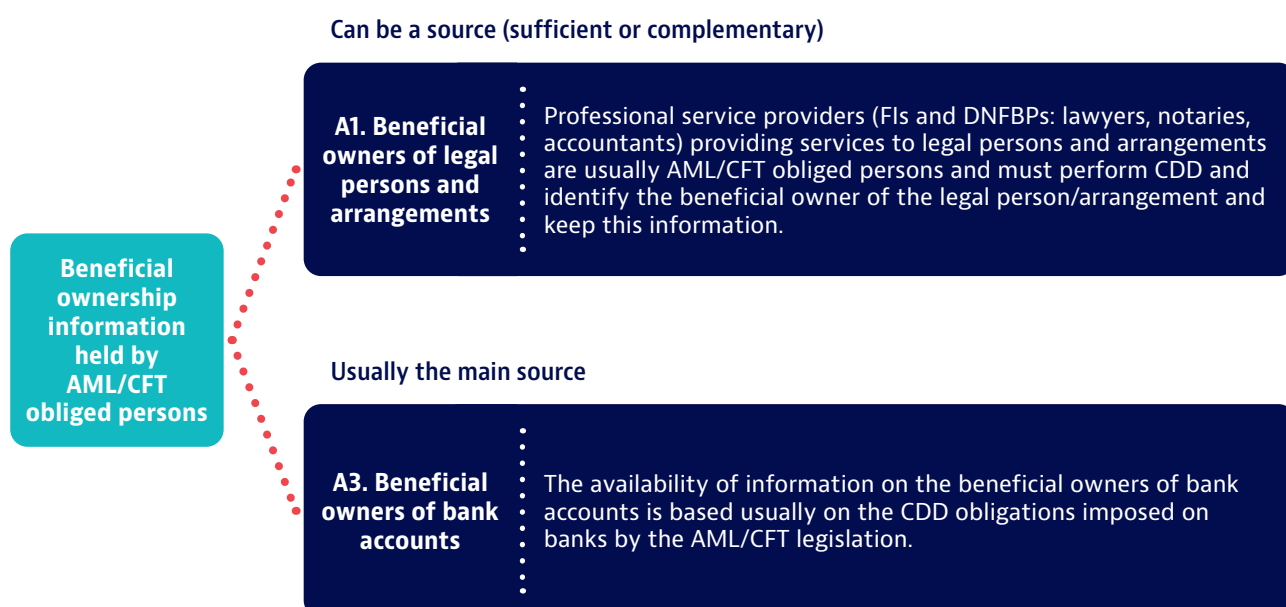 Can be a source (sufficient or complementary)
A1. Beneficial
owners of legal
persons and
arrangements
Professional service providers (FIs and DNFBPs: lawyers, notaries,
accountants) providing services to legal persons and arrangements
are usually AML/CFT obliged persons and must perform CDD and
identify the beneficial owner of the legal person/arrangement and
keep this information.
Beneficial
ownership
information
held by
AML/CFT
obliged persons
Usually the main source
A3. Beneficial
owners of bank
accounts
The availability of information on the beneficial owners of bank
accounts is based usually on the CDD obligations imposed on
banks by the AML/CFT legislation.